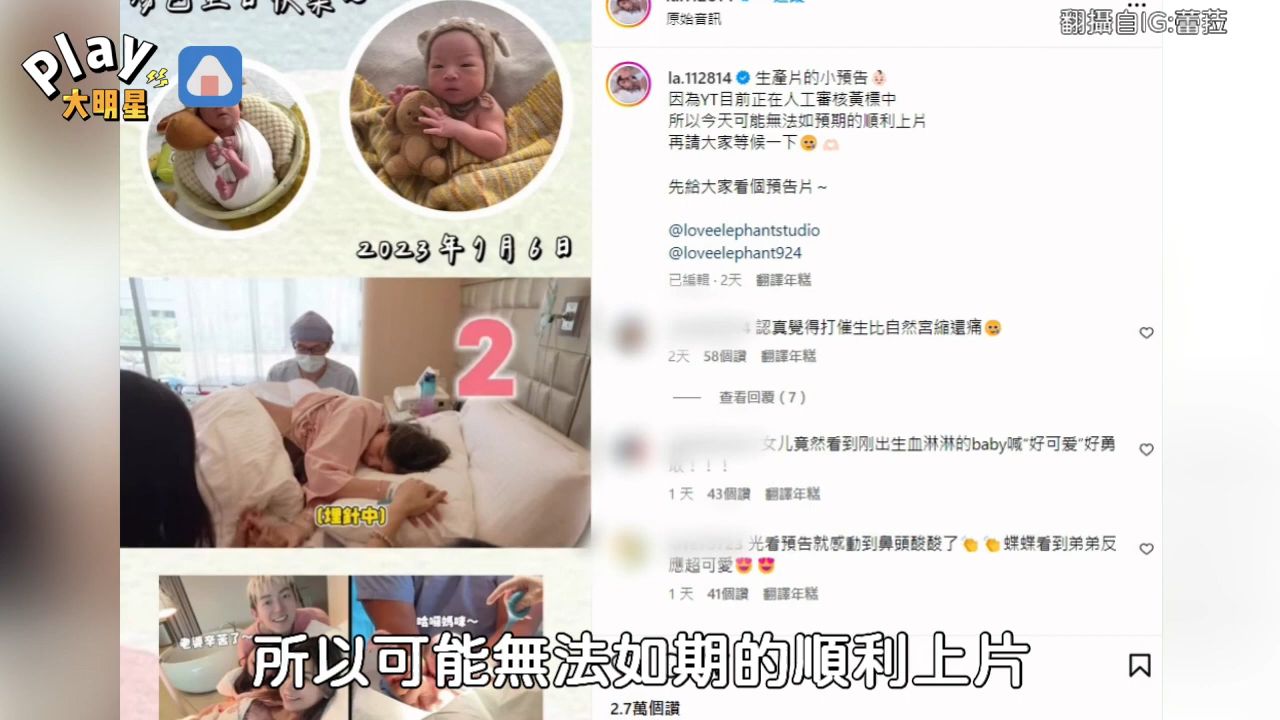 Play
大明星
2023年9月6日
2
(埋針中)
老婆辛苦了~
咕囉媽咪~
原始音訊
翻攝自IG:蕾菈
la.112814 生產片的小預告👶🏻
因為YT目前正在人工審核黃標中
所以今天可能無法如預期的順利上片
再請大家等候一下🥹🫶🏻
先給大家看個預告片～
@loveelephantstudio
@loveelephant924
已編輯·2天 翻譯年糕
認真覺得打催生比自然宮縮還痛
2天 58個讚 翻譯年糕
查看回覆(7)
女儿竟然看到刚出生血淋淋的baby喊“好可爱”好勇
敢！！！
1天 43個讚 翻譯年糕
光看預告就感動到鼻頭酸酸了👏👏蝶蝶看到弟弟反
應超可愛😍😍
1天 41個讚 翻譯年糕
所以可能無法如期的順利上片
2.7萬個讚